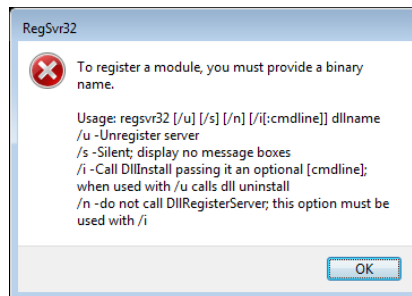 RegSvr32
To register a module, you must provide a binary
name.
Usage: regsvr32 [/u] [/s] [/n] [/i[:cmdline]] dllname
/u -Unregister server
/s -Silent; display no message boxes
/i -Call DllInstall passing it an optional [cmdline];
when used with /u calls dll uninstall
/n -do not call DllRegisterServer; this option must be
used with /i
OK